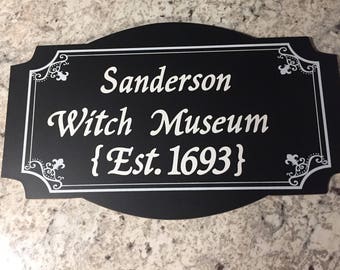 Sanderson
Witch Museum
{Est. 1693}